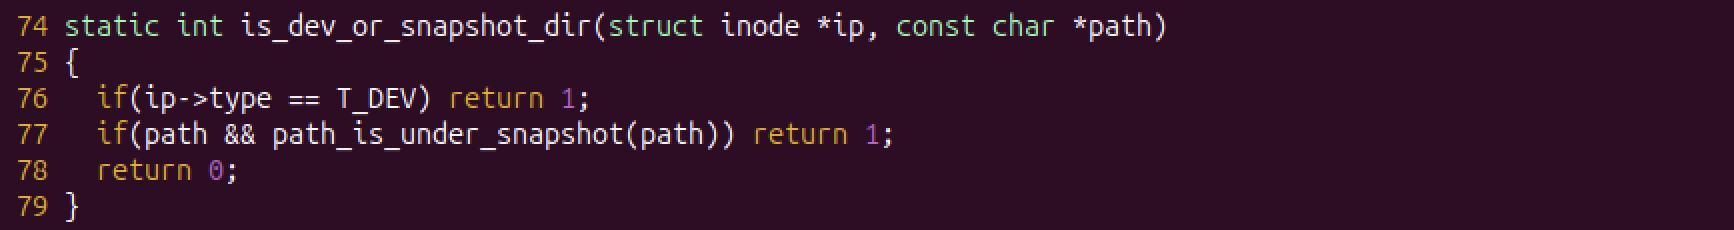 74 static int is_dev_or_snapshot_dir(struct inode *ip, const char *path)
75 {
76   if(ip->type == T_DEV) return 1;
77   if(path && path_is_under_snapshot(path)) return 1;
78   return 0;
79 }